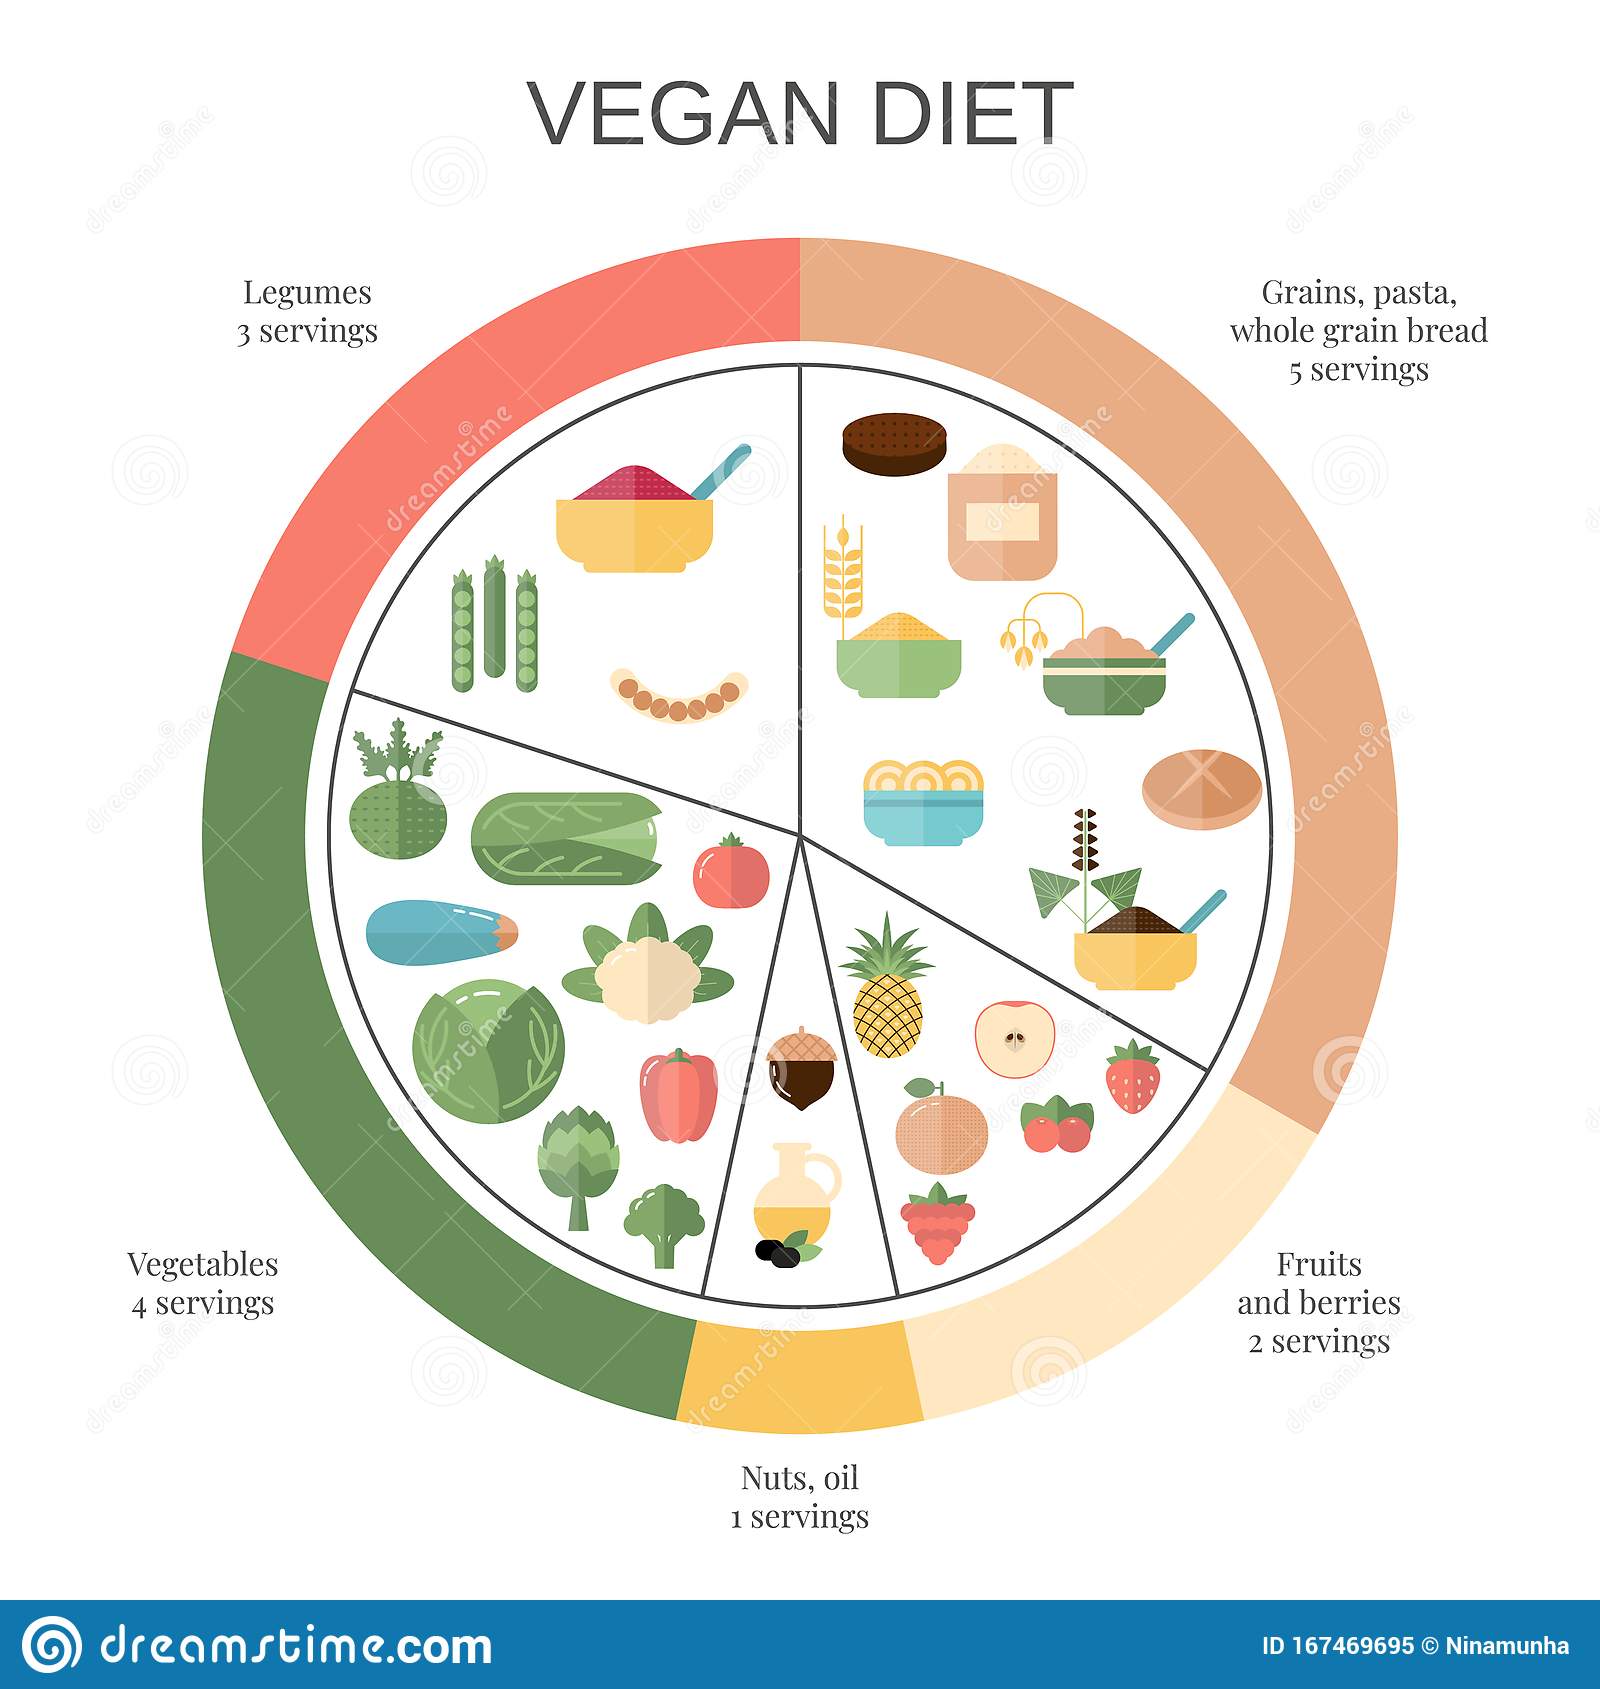 VEGAN DIET
Legumes
3 servings
Grains, pasta,
whole grain bread
5 servings
Vegetables
4 servings
Fruits
and berries
2 servings
Nuts, oil
1 servings
dreamstime.com
ID 167469695 © Ninamunha
dreamstime